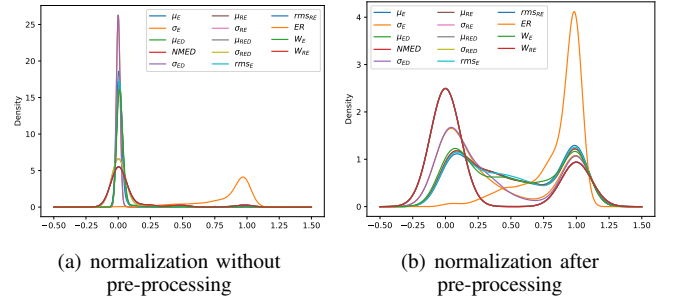 μE μRE rmsRE
σE σRE ER
μED μRED WE
NMED σRED WRE
σED rmsE
Density
25
20
15
10
5
0
−0.50 −0.25 0.00 0.25 0.50 0.75 1.00 1.25 1.50
(a) normalization without
pre-processing
μE μRE rmsRE
σE σRE ER
μED μRED WE
NMED σRED WRE
σED rmsE
Density
4
3
2
1
0
−0.50 −0.25 0.00 0.25 0.50 0.75 1.00 1.25 1.50
(b) normalization after
pre-processing